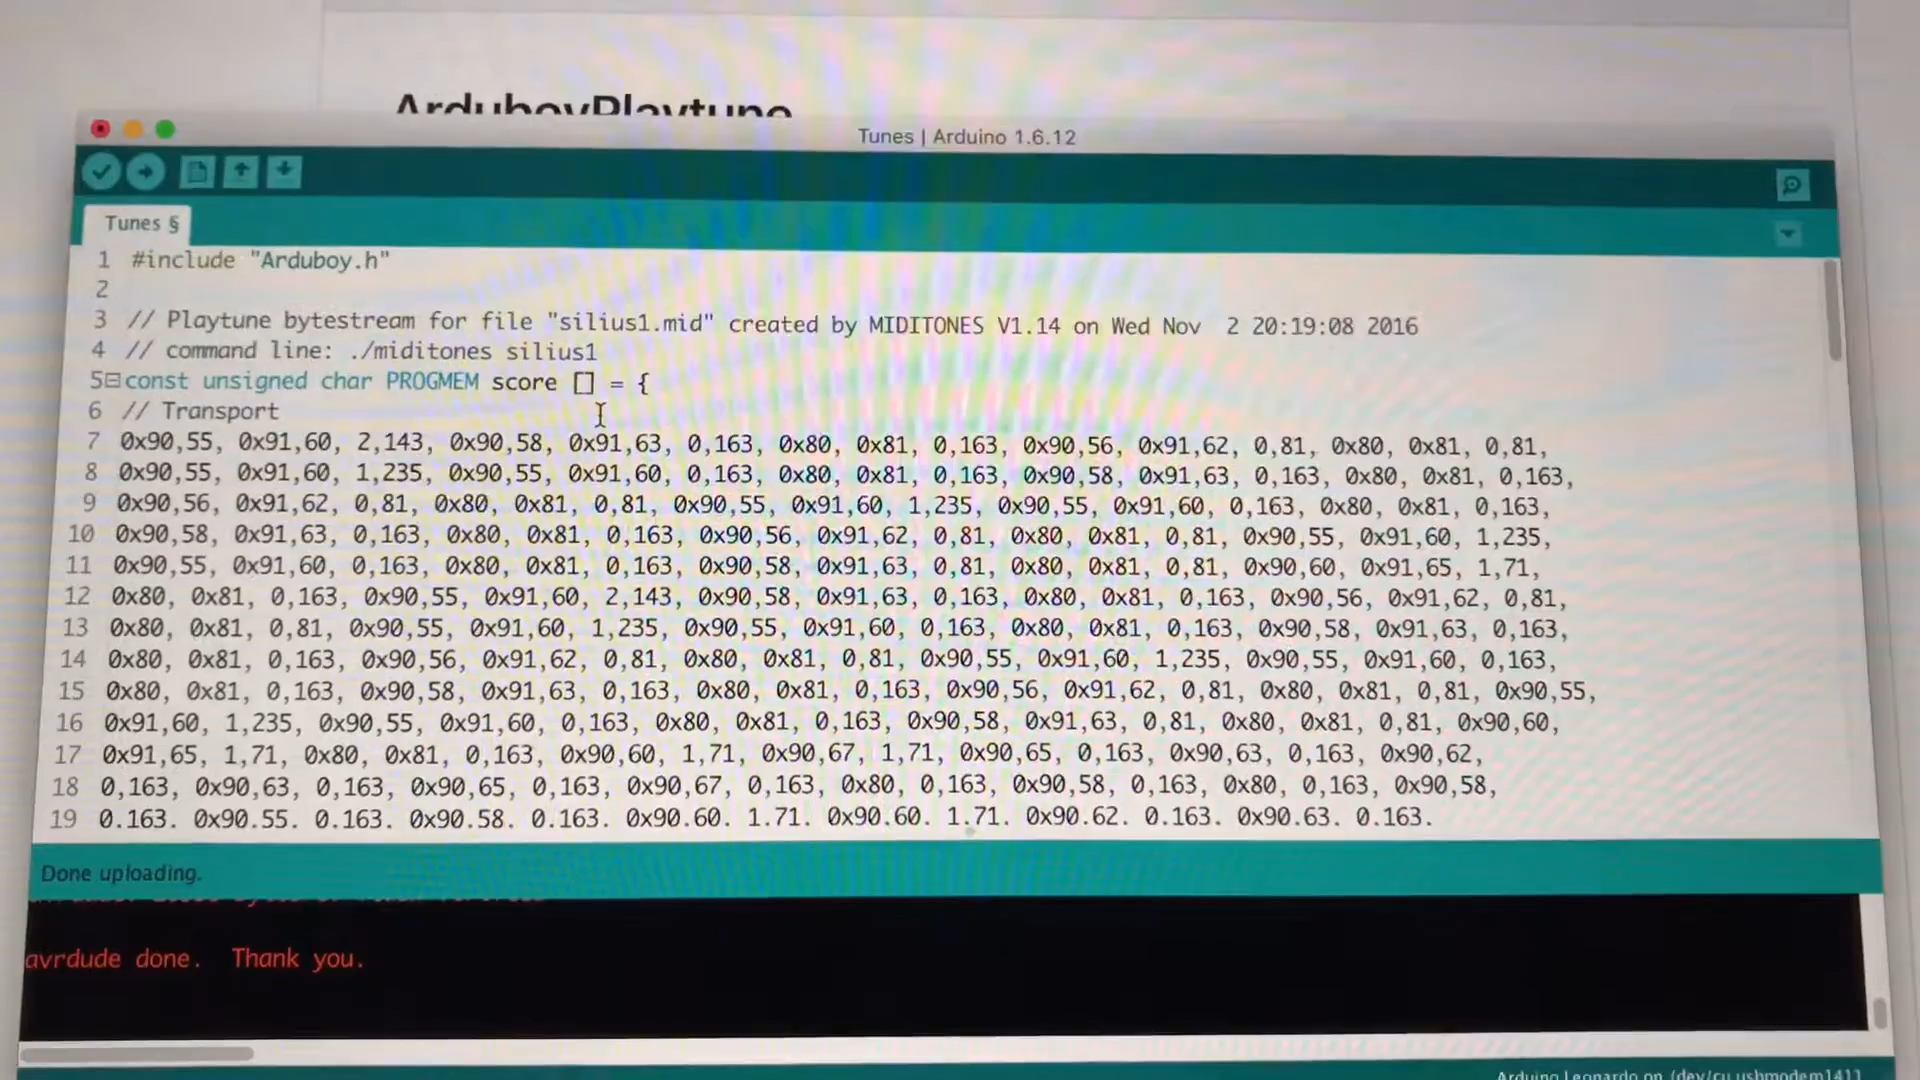 ArduboyPlaytune
Tunes | Arduino 1.6.12
Tunes §
1 #include "Arduboy.h"
2
3 // Playtune bytestream for file "silius1.mid" created by MIDITONES V1.14 on Wed Nov  2 20:19:08 2016
4 // command line: ./miditones silius1
5 const unsigned char PROGMEM score [] = {
6 // Transport
7 0x90,55, 0x91,60, 2,143, 0x90,58, 0x91,63, 0,163, 0x80, 0x81, 0,163, 0x90,56, 0x91,62, 0,81, 0x80, 0x81, 0,81,
8 0x90,55, 0x91,60, 1,235, 0x90,55, 0x91,60, 0,163, 0x80, 0x81, 0,163, 0x90,58, 0x91,63, 0,163, 0x80, 0x81, 0,163,
9 0x90,56, 0x91,62, 0,81, 0x80, 0x81, 0,81, 0x90,55, 0x91,60, 1,235, 0x90,55, 0x91,60, 0,163, 0x80, 0x81, 0,163,
10 0x90,58, 0x91,63, 0,163, 0x80, 0x81, 0,163, 0x90,56, 0x91,62, 0,81, 0x80, 0x81, 0,81, 0x90,55, 0x91,60, 1,235,
11 0x90,55, 0x91,60, 0,163, 0x80, 0x81, 0,163, 0x90,58, 0x91,63, 0,81, 0x80, 0x81, 0,81, 0x90,60, 0x91,65, 1,71,
12 0x80, 0x81, 0,163, 0x90,55, 0x91,60, 2,143, 0x90,58, 0x91,63, 0,163, 0x80, 0x81, 0,163, 0x90,56, 0x91,62, 0,81,
13 0x80, 0x81, 0,81, 0x90,55, 0x91,60, 1,235, 0x90,55, 0x91,60, 0,163, 0x80, 0x81, 0,163, 0x90,58, 0x91,63, 0,163,
14 0x80, 0x81, 0,163, 0x90,56, 0x91,62, 0,81, 0x80, 0x81, 0,81, 0x90,55, 0x91,60, 1,235, 0x90,55, 0x91,60, 0,163,
15 0x80, 0x81, 0,163, 0x90,58, 0x91,63, 0,163, 0x80, 0x81, 0,163, 0x90,56, 0x91,62, 0,81, 0x80, 0x81, 0,81, 0x90,55,
16 0x91,60, 1,235, 0x90,55, 0x91,60, 0,163, 0x80, 0x81, 0,163, 0x90,58, 0x91,63, 0,81, 0x80, 0x81, 0,81, 0x90,60,
17 0x91,65, 1,71, 0x80, 0x81, 0,163, 0x90,60, 1,71, 0x90,67, 1,71, 0x90,65, 0,163, 0x90,63, 0,163, 0x90,62,
18 0,163, 0x90,63, 0,163, 0x90,65, 0,163, 0x90,67, 0,163, 0x80, 0,163, 0x90,58, 0,163, 0x80, 0,163, 0x90,58,
19 0,163, 0x90,55, 0,163, 0x90,58, 0,163, 0x90,60, 1,71, 0x90,60, 1,71, 0x90,62, 0,163, 0x90,63, 0,163,
Done uploading.
avrdude done.  Thank you.
Arduino Leonardo on /dev/cu.usbmodem1411